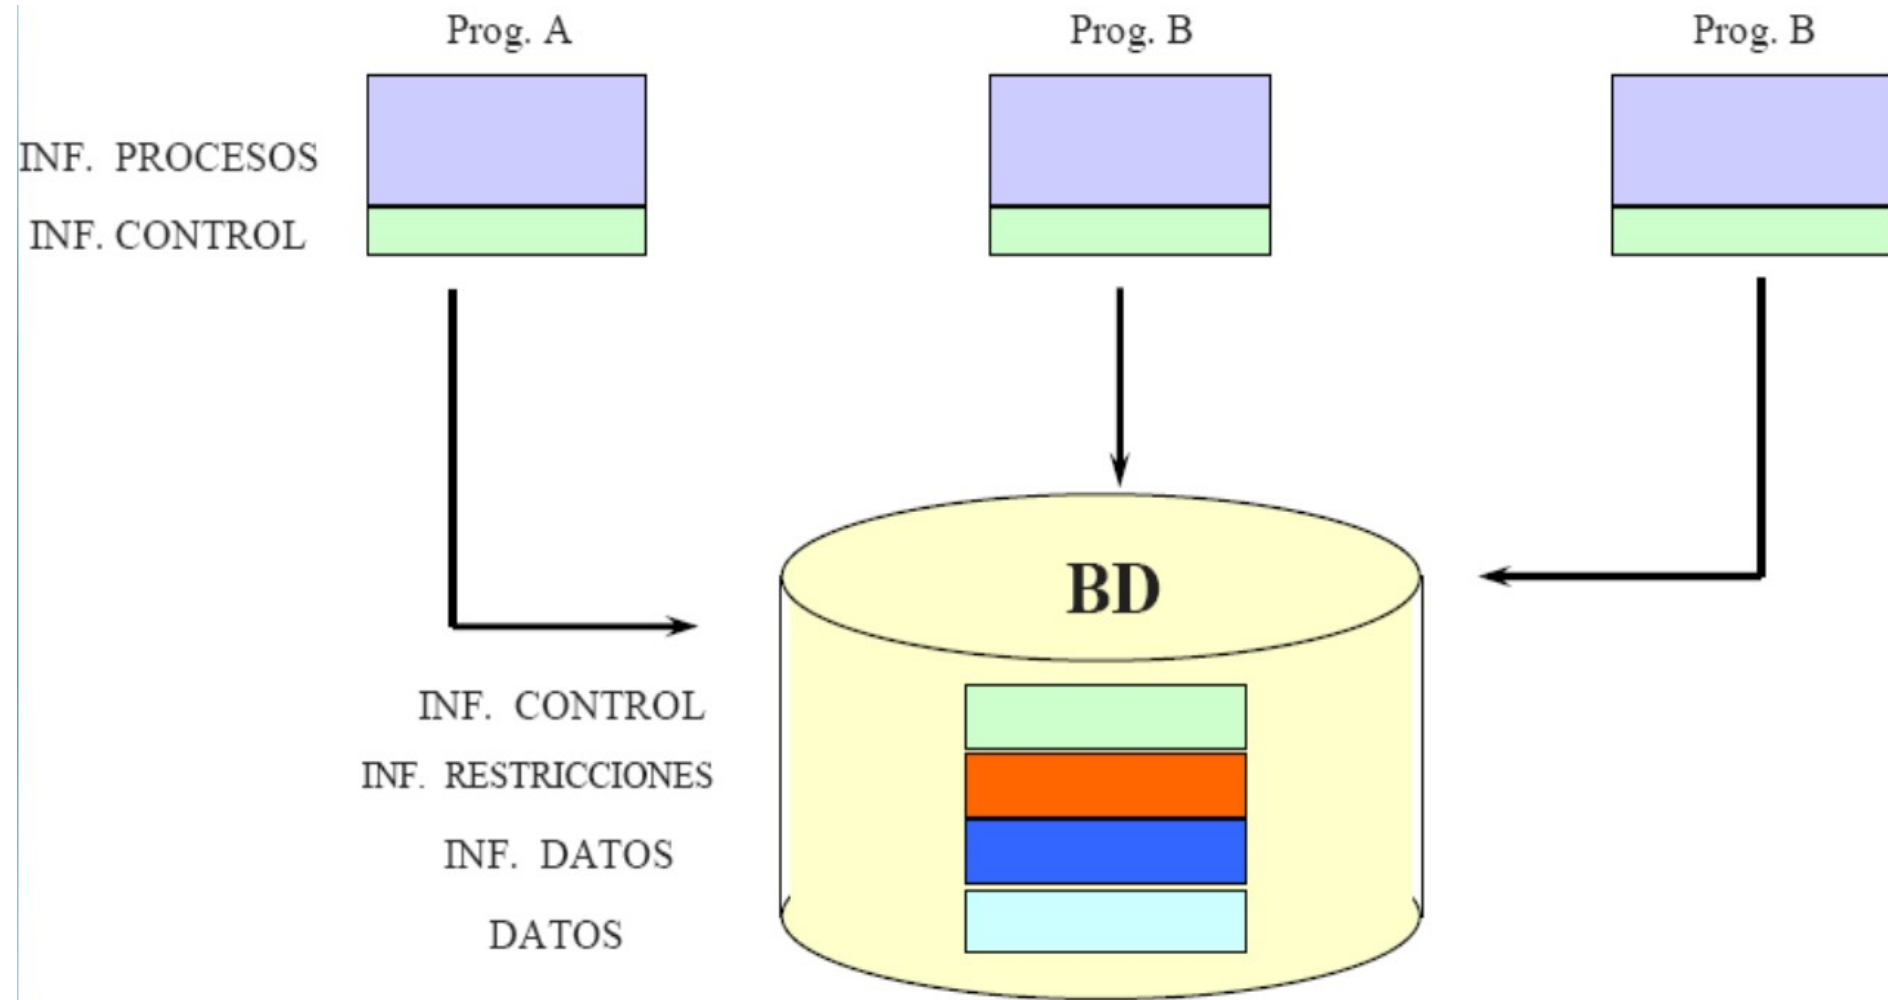 Prog. A
Prog. B
Prog. B
INF. PROCESOS
INF. CONTROL
BD
INF. CONTROL
INF. RESTRICCIONES
INF. DATOS
DATOS